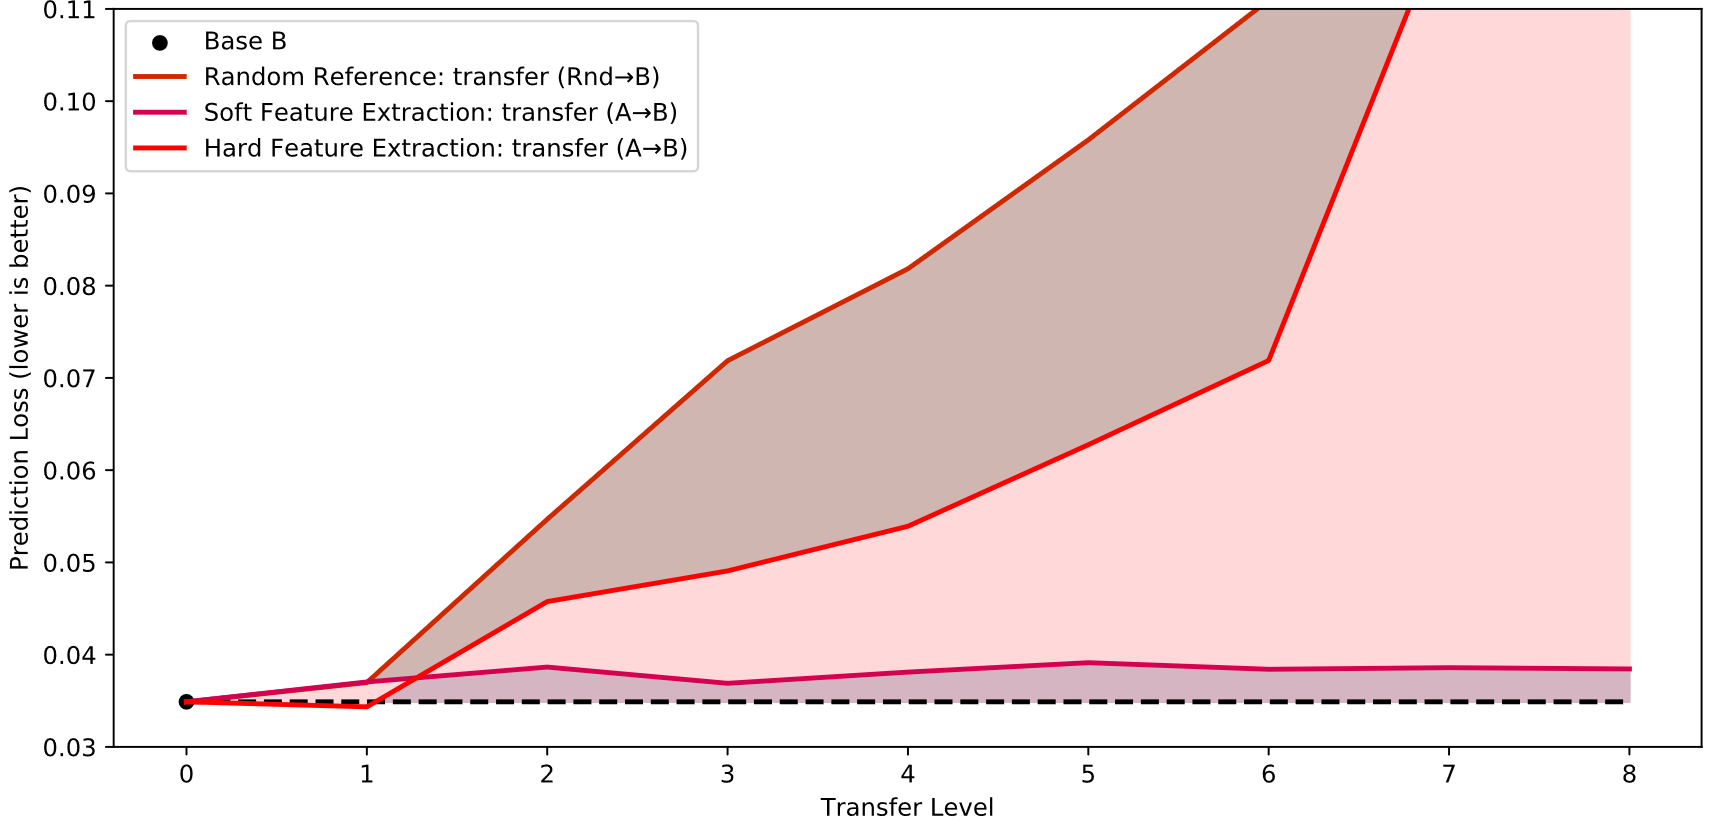 Base B
Random Reference: transfer (Rnd→B)
Soft Feature Extraction: transfer (A→B)
Hard Feature Extraction: transfer (A→B)
Prediction Loss (lower is better)
0.11
0.10
0.09
0.08
0.07
0.06
0.05
0.04
0.03
0 1 2 3 4 5 6 7 8
Transfer Level